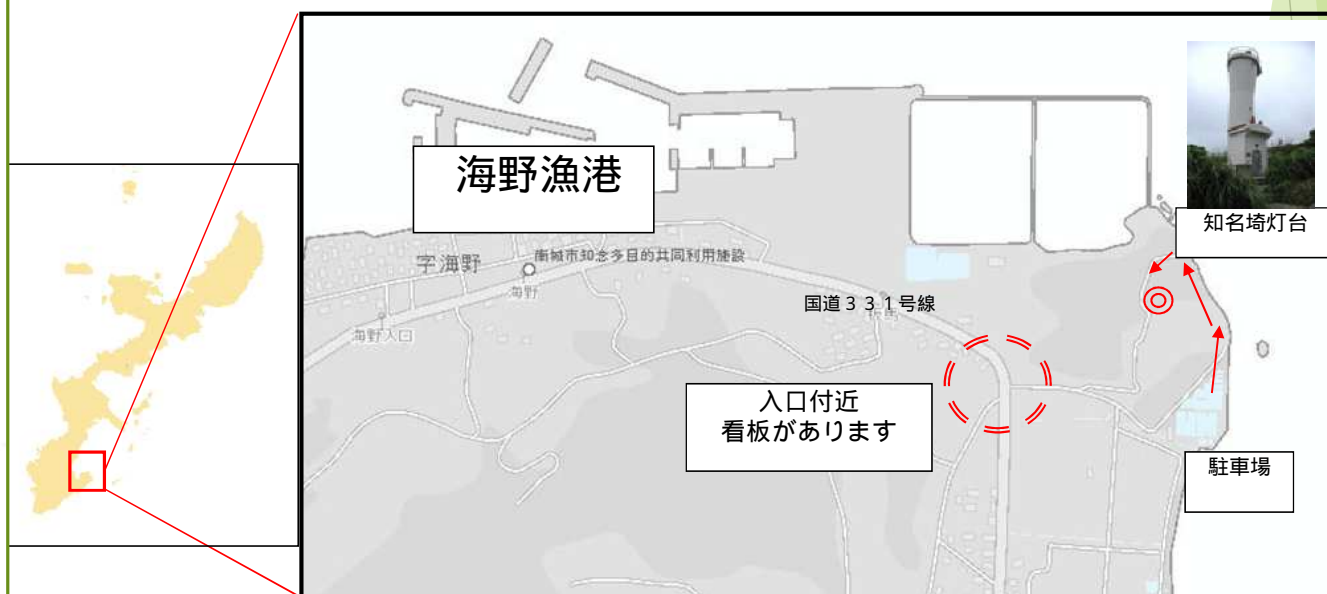 海野漁港
知名埼灯台
字海野
南城市知念多目的共同利用施設
海野
国道３３１号線
海野入口
入口付近
看板があります
駐車場